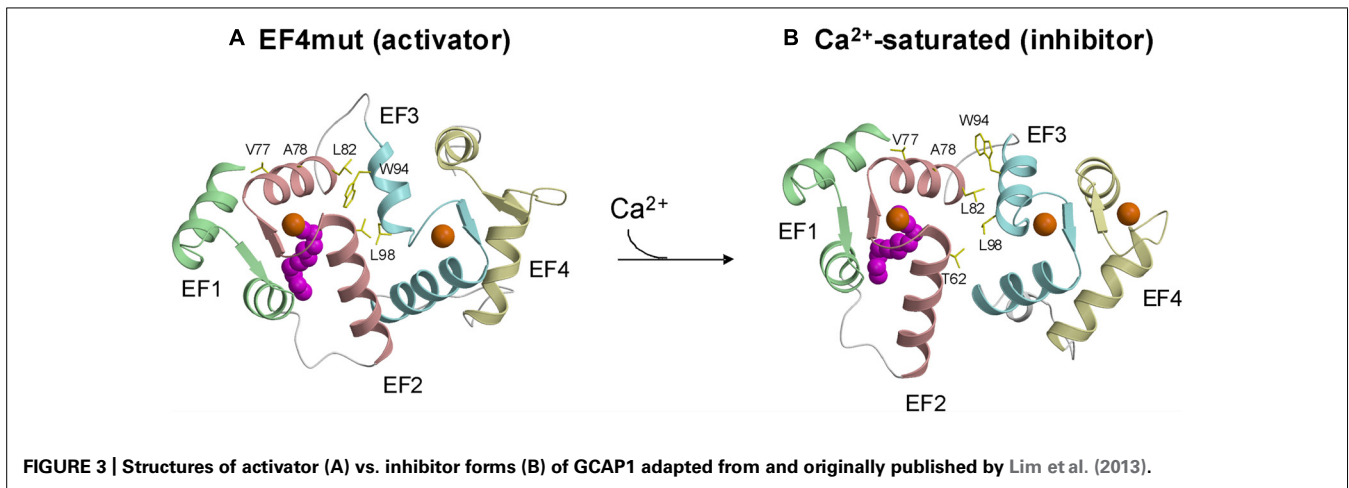 A EF4mut (activator)
B Ca²⁺-saturated (inhibitor)
EF3
V77
A78
L82
W94
L98
EF1
EF4
EF2
Ca²⁺
W94
EF3
V77
A78
L82
L98
EF1
T62
EF4
EF2
FIGURE 3 | Structures of activator (A) vs. inhibitor forms (B) of GCAP1 adapted from and originally published by Lim et al. (2013).